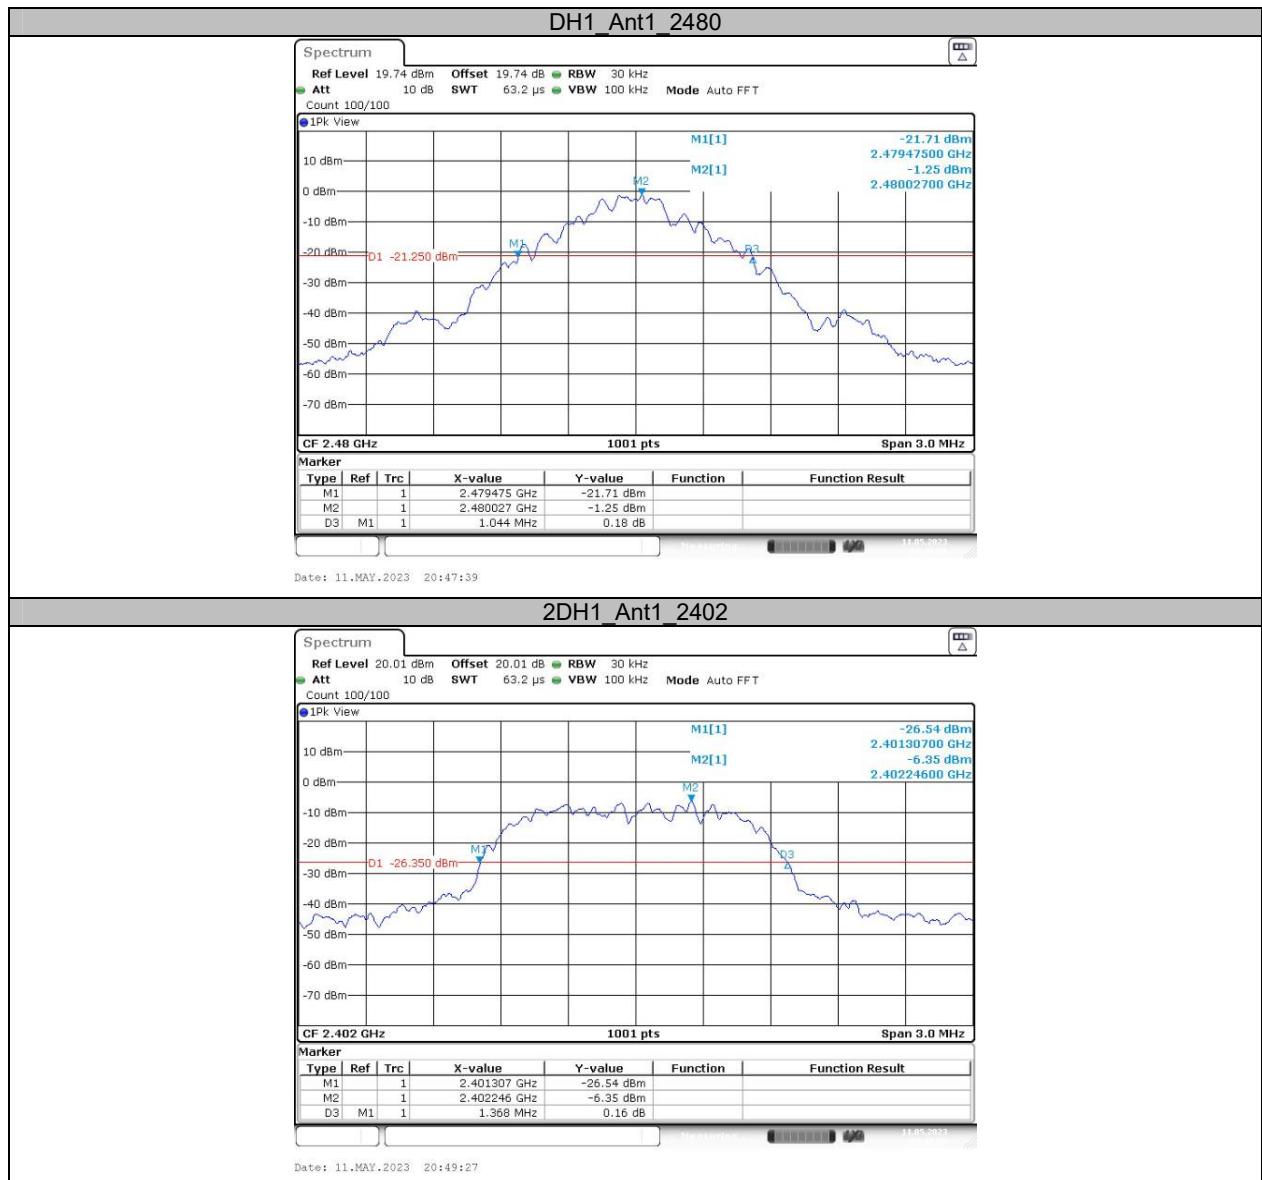 DH1_Ant1_2480
Spectrum
Ref Level 19.74 dBm Offset 19.74 dB RBW 30 kHz
Att 10 dB SWT 63.2 µs VBW 100 kHz Mode Auto FFT
Count 100/100
1Pk View
M1[1] -21.71 dBm
2.47947500 GHz
M2[1] -1.25 dBm
2.48002700 GHz
10 dBm
M2
0 dBm
-10 dBm
M1
D3
-20 dBm
D1 -21.250 dBm
-30 dBm
-40 dBm
-50 dBm
-60 dBm
-70 dBm
CF 2.48 GHz 1001 pts Span 3.0 MHz
Marker
Type Ref Trc X-value Y-value Function Function Result
M1 1 2.479475 GHz -21.71 dBm
M2 1 2.480027 GHz -1.25 dBm
D3 M1 1 1.044 MHz 0.18 dB
11.05.2023
Date: 11.MAY.2023 20:47:39
2DH1_Ant1_2402
Spectrum
Ref Level 20.01 dBm Offset 20.01 dB RBW 30 kHz
Att 10 dB SWT 63.2 µs VBW 100 kHz Mode Auto FFT
Count 100/100
1Pk View
M1[1] -26.54 dBm
2.40130700 GHz
M2[1] -6.35 dBm
2.40224600 GHz
10 dBm
0 dBm
M2
-10 dBm
-20 dBm
M1
D3
D1 -26.350 dBm
-30 dBm
-40 dBm
-50 dBm
-60 dBm
-70 dBm
CF 2.402 GHz 1001 pts Span 3.0 MHz
Marker
Type Ref Trc X-value Y-value Function Function Result
M1 1 2.401307 GHz -26.54 dBm
M2 1 2.402246 GHz -6.35 dBm
D3 M1 1 1.368 MHz 0.16 dB
11.05.2023
Date: 11.MAY.2023 20:49:27